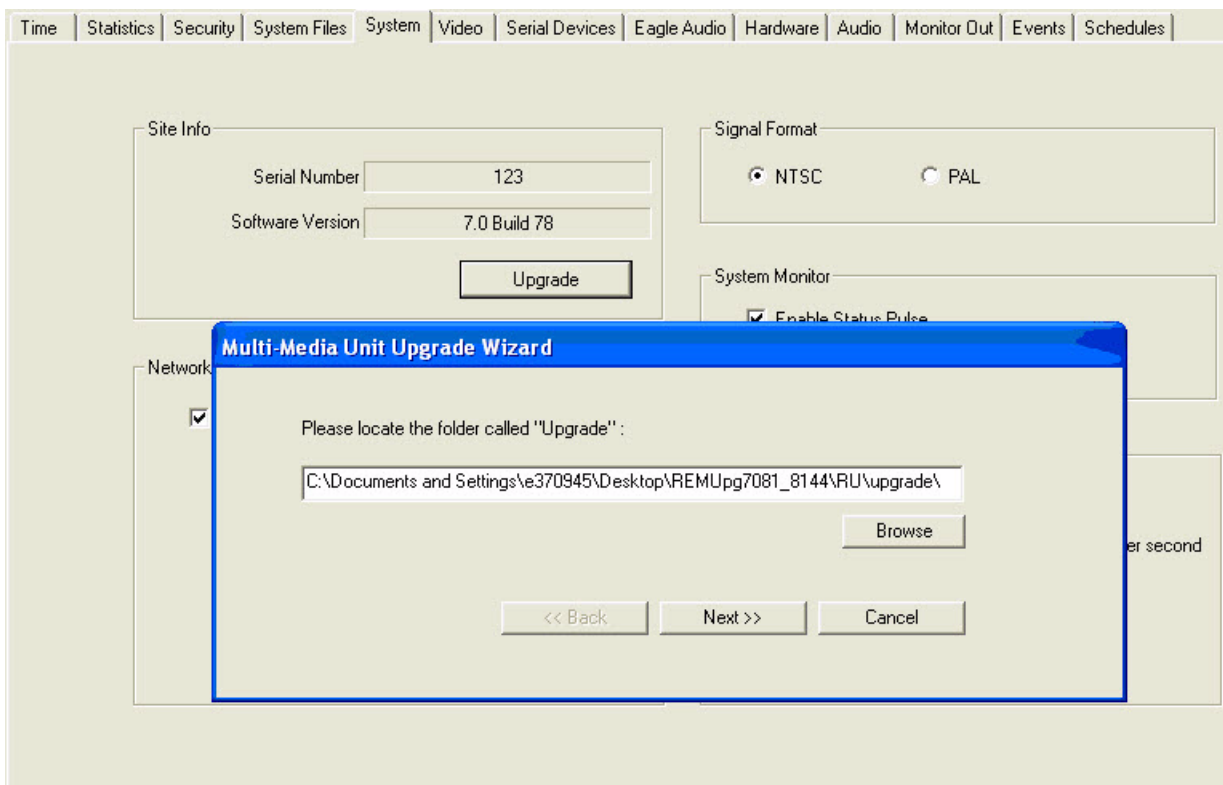 Time Statistics Security System Files System Video Serial Devices Eagle Audio Hardware Audio Monitor Out Events Schedules
Site Info
Serial Number 123
Software Version 7.0 Build 78
Upgrade
Signal Format
NTSC PAL
System Monitor
Enable Status Pulse
Network
Multi-Media Unit Upgrade Wizard
Please locate the folder called "Upgrade" :
C:\Documents and Settings\e370945\Desktop\REMUpg7081_8144\RU\upgrade\
Browse
er second
<< Back Next >> Cancel